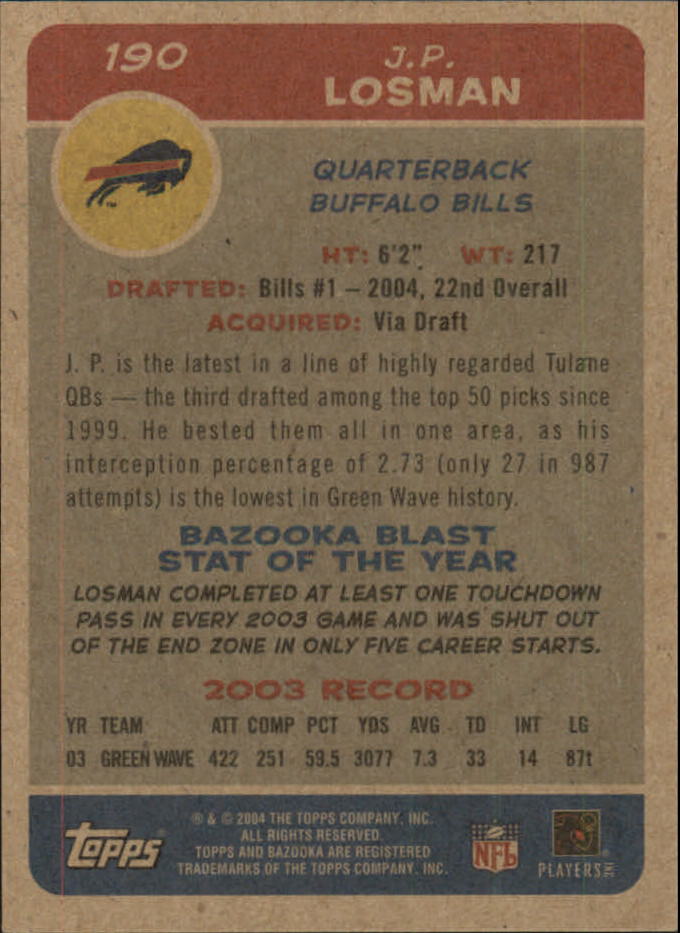 190
J.P.
LOSMAN
TM
QUARTERBACK
BUFFALO BILLS
HT: 6'2" WT: 217
DRAFTED: Bills #1 – 2004, 22nd Overall
ACQUIRED: Via Draft
J. P. is the latest in a line of highly regarded Tulane
QBs — the third drafted among the top 50 picks since
1999. He bested them all in one area, as his
interception percentage of 2.73 (only 27 in 987
attempts) is the lowest in Green Wave history.
BAZOOKA BLAST
STAT OF THE YEAR
LOSMAN COMPLETED AT LEAST ONE TOUCHDOWN
PASS IN EVERY 2003 GAME AND WAS SHUT OUT
OF THE END ZONE IN ONLY FIVE CAREER STARTS.
2003 RECORD
YR TEAM ATT COMP PCT YDS AVG TD INT LG
03 GREEN WAVE 422 251 59.5 3077 7.3 33 14 87t
Topps
® & © 2004 THE TOPPS COMPANY, INC.
ALL RIGHTS RESERVED.
TOPPS AND BAZOOKA ARE REGISTERED
TRADEMARKS OF THE TOPPS COMPANY, INC.
NFL
PLAYERS INC